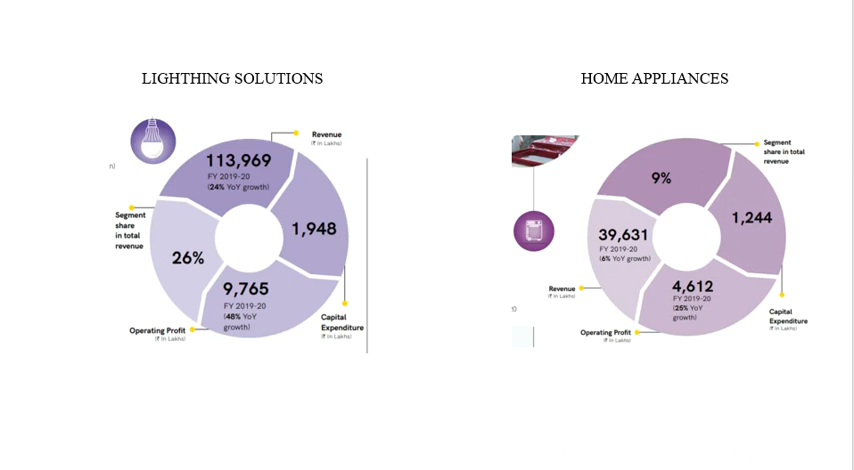 LIGHTHING SOLUTIONS
HOME APPLIANCES
Revenue
(₹ In Lakhs)
113,969
FY 2019-20
(24% YoY growth)
n)
Segment
share
in total
revenue
26%
1,948
9,765
FY 2019-20
(48% YoY
growth)
Operating Profit
(₹ In Lakhs)
Capital
Expenditure
(₹ In Lakhs)
Segment
share in total
revenue
9%
1,244
39,631
FY 2019-20
(6% YoY growth)
4,612
FY 2019-20
(25% YoY
growth)
Revenue
(₹ In Lakhs)
Operating Profit
(₹ In Lakhs)
Capital
Expenditure
(₹ In Lakhs)